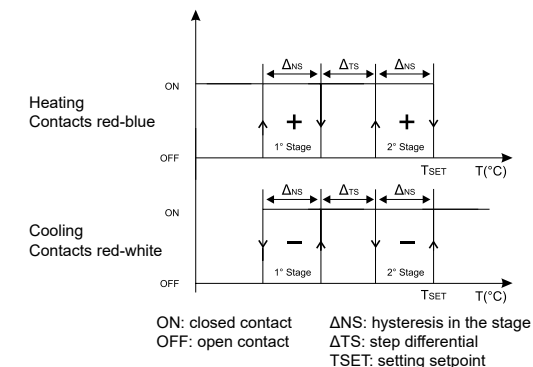 ΔNS ΔTS ΔNS
ON
Heating
Contacts red-blue
+ +
1° Stage 2° Stage
OFF
TSET T(°C)
ΔNS ΔTS ΔNS
ON
Cooling
Contacts red-white
− −
1° Stage 2° Stage
OFF
TSET T(°C)
ON: closed contact
OFF: open contact
ΔNS: hysteresis in the stage
ΔTS: step differential
TSET: setting setpoint